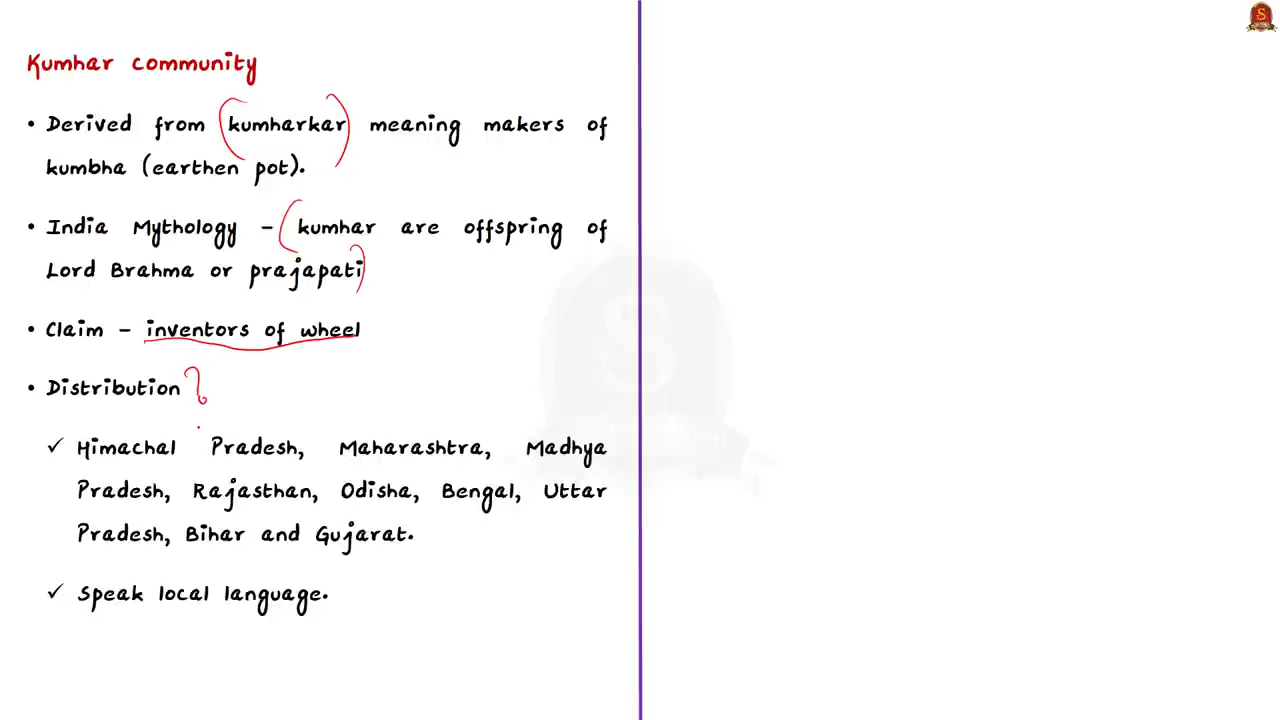 Kumhar community
• Derived from kumharkar meaning makers of
kumbha (earthen pot).
• India Mythology - kumhar are offspring of
Lord Brahma or prajapati
• Claim - inventors of wheel
• Distribution
✓ Himachal Pradesh, Maharashtra, Madhya
Pradesh, Rajasthan, Odisha, Bengal, Uttar
Pradesh, Bihar and Gujarat.
✓ Speak local language.